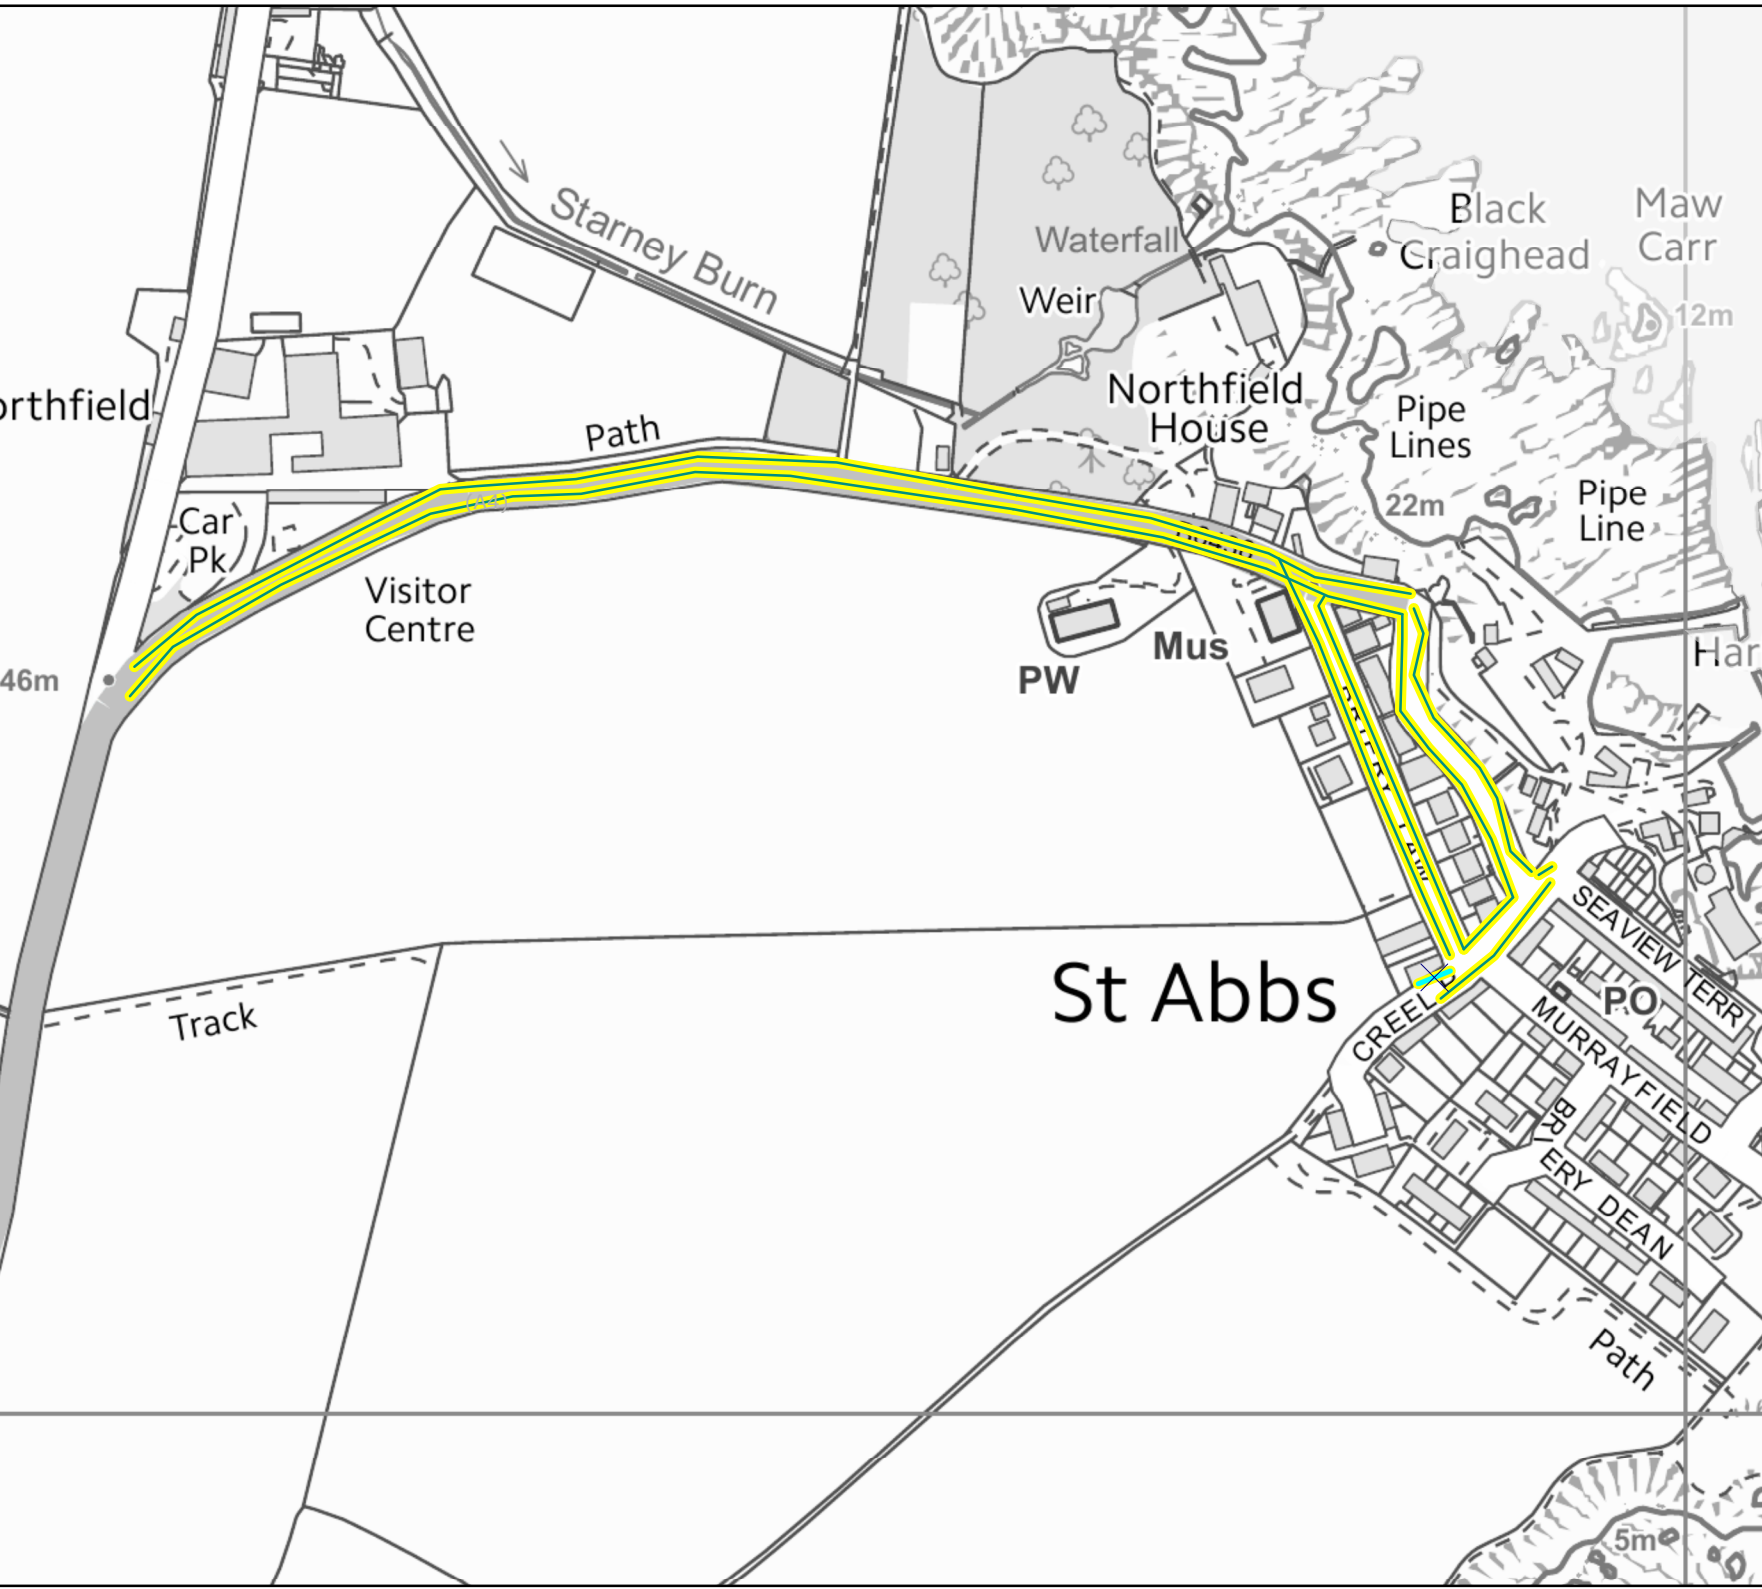 Starney Burn
Waterfall
Weir
Black
Craighead
Maw
Carr
12m
orthfield
Path
Northfield
House
Pipe
Lines
22m
Pipe
Line
Car
Pk
Visitor
Centre
46m
PW
Mus
Har
BRIERY LAW
St Abbs
Track
CREEL
SEAVIEW TERR
PO
MURRAYFIELD
BRIERY DEAN
Path
5m